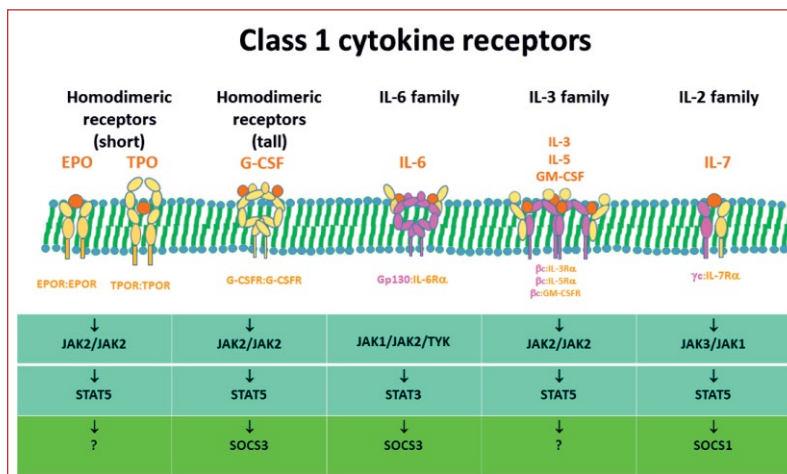 Class 1 cytokine receptors
Homodimeric
receptors
(short)
Homodimeric
receptors
(tall)
IL-6 family
IL-3 family
IL-2 family
EPO TPO
G-CSF
IL-6
IL-3
IL-5
GM-CSF
IL-7
EPOR:EPOR
TPOR:TPOR
G-CSFR:G-CSFR
Gp130:IL-6Rα
βc:IL-3Rα
βc:IL-5Rα
βc:GM-CSFR
γc:IL-7Rα
↓ ↓ ↓ ↓ ↓
JAK2/JAK2 JAK2/JAK2 JAK1/JAK2/TYK JAK2/JAK2 JAK3/JAK1
↓ ↓ ↓ ↓ ↓
STAT5 STAT5 STAT3 STAT5 STAT5
↓ ↓ ↓ ↓ ↓
? SOCS3 SOCS3 ? SOCS1